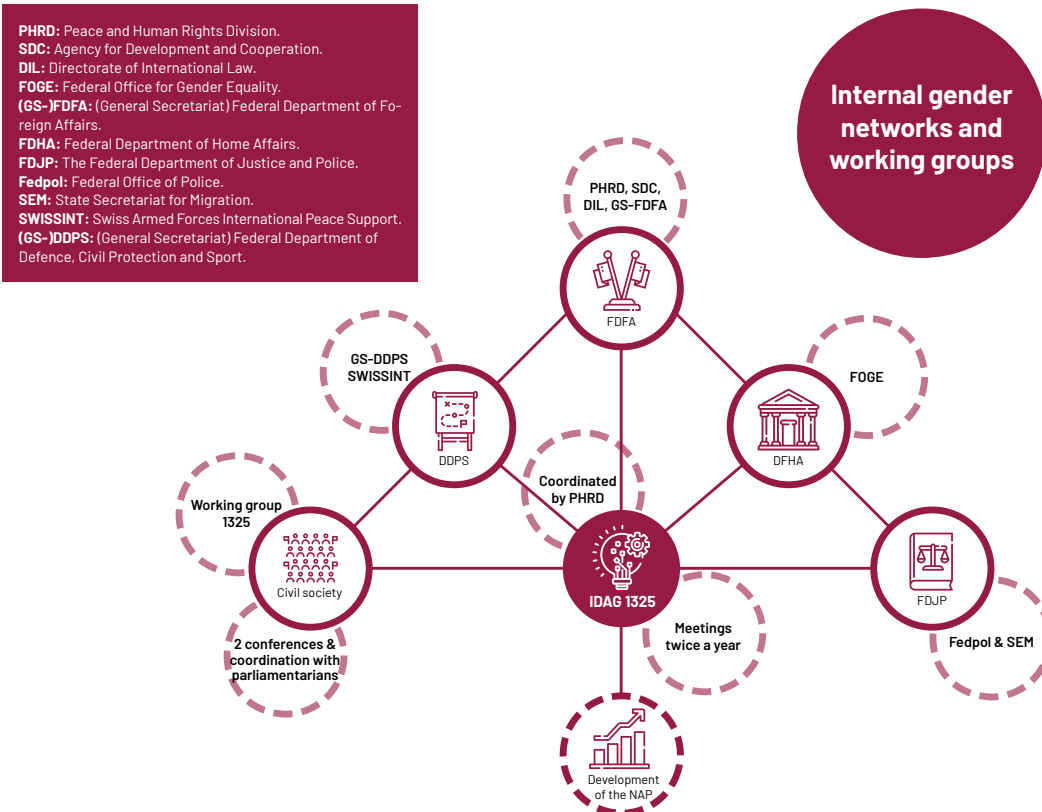 PHRD: Peace and Human Rights Division.
SDC: Agency for Development and Cooperation.
DIL: Directorate of International Law.
FOGE: Federal Office for Gender Equality.
(GS-)FDFA: (General Secretariat) Federal Department of Fo-
reign Affairs.
FDHA: Federal Department of Home Affairs.
FDJP: The Federal Department of Justice and Police.
Fedpol: Federal Office of Police.
SEM: State Secretariat for Migration.
SWISSINT: Swiss Armed Forces International Peace Support.
(GS-)DDPS: (General Secretariat) Federal Department of
Defence, Civil Protection and Sport.
Internal gender
networks and
working groups
PHRD, SDC,
DIL, GS-FDFA
FDFA
GS-DDPS
SWISSINT
DDPS
FOGE
DFHA
Coordinated
by PHRD
Working group
1325
Civil society
2 conferences &
coordination with
parliamentarians
IDAG 1325
Meetings
twice a year
FDJP
Fedpol & SEM
Development
of the NAP